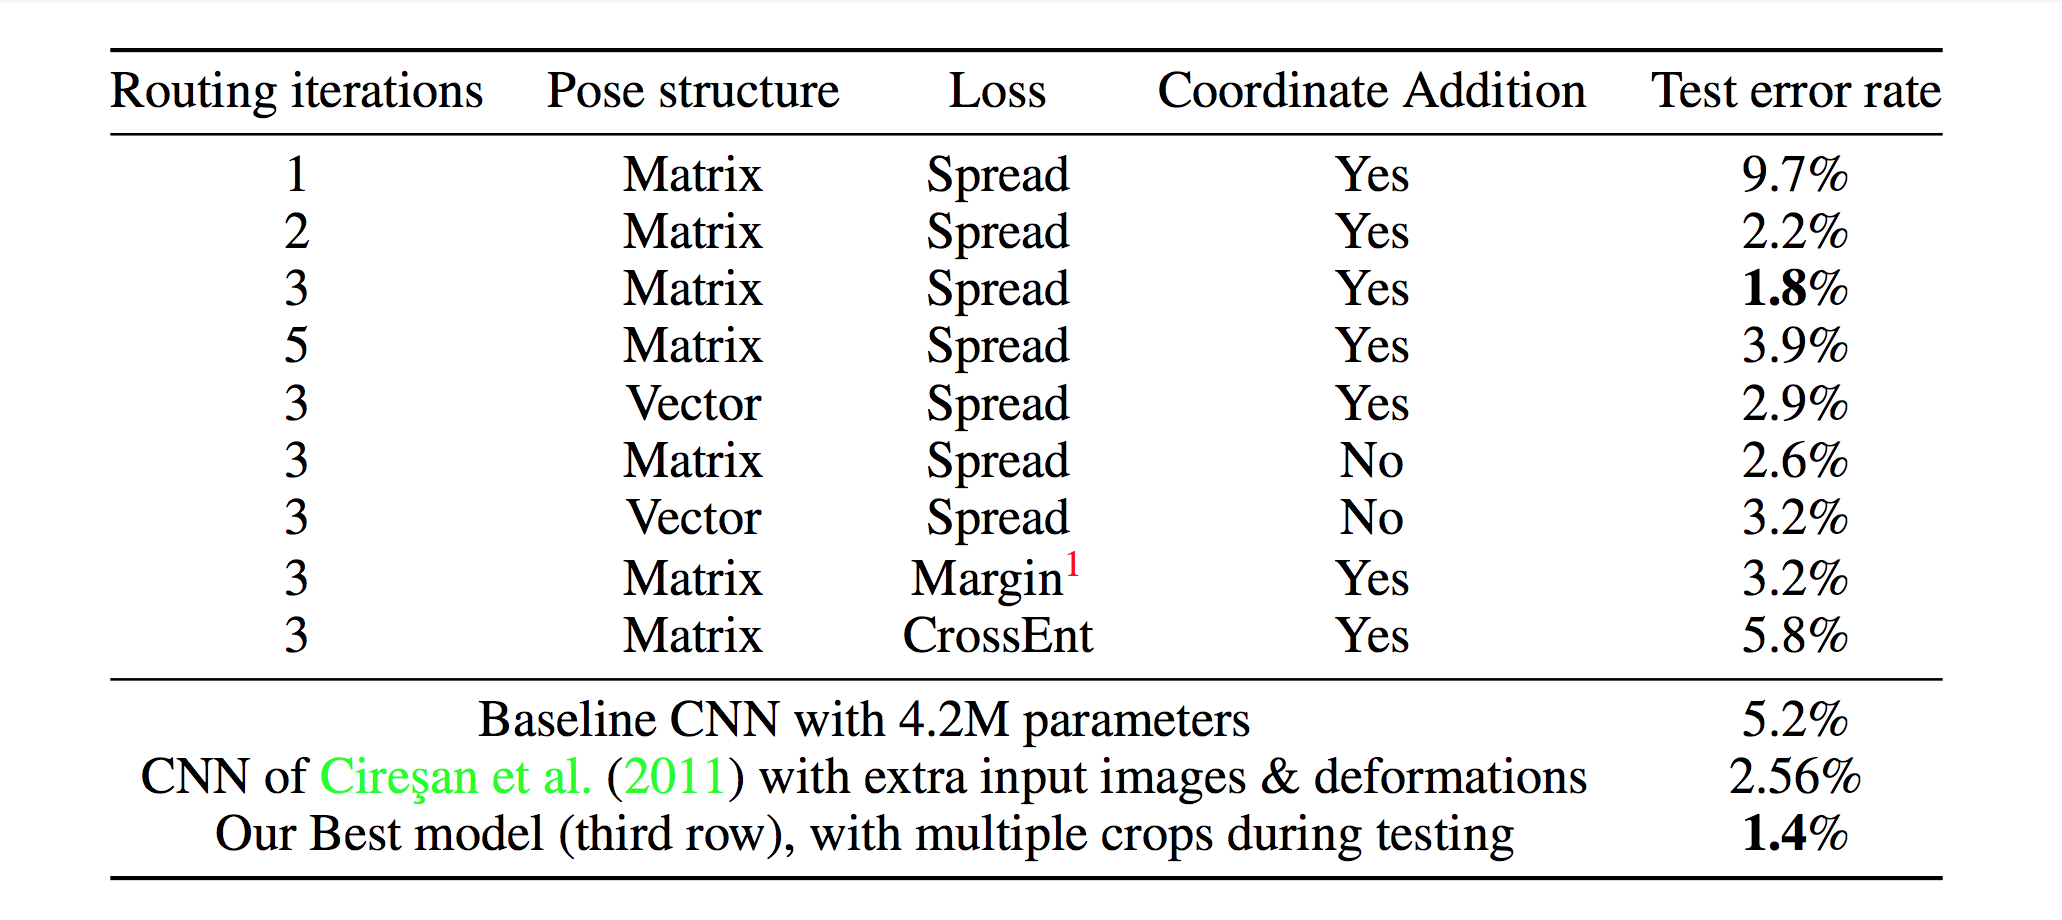 Routing iterations Pose structure Loss Coordinate Addition Test error rate
1 Matrix Spread Yes 9.7%
2 Matrix Spread Yes 2.2%
3 Matrix Spread Yes 1.8%
5 Matrix Spread Yes 3.9%
3 Vector Spread Yes 2.9%
3 Matrix Spread No 2.6%
3 Vector Spread No 3.2%
3 Matrix Margin1 Yes 3.2%
3 Matrix CrossEnt Yes 5.8%
Baseline CNN with 4.2M parameters 5.2%
CNN of Cireşan et al. (2011) with extra input images & deformations 2.56%
Our Best model (third row), with multiple crops during testing 1.4%